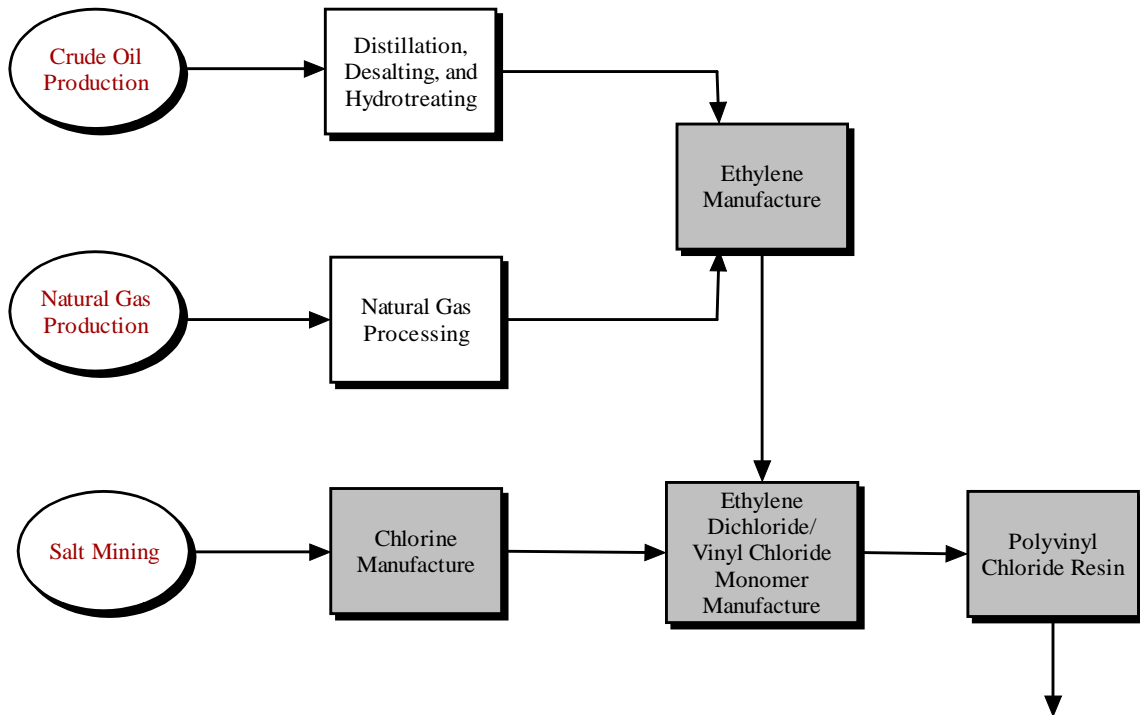 Crude Oil
Production
Distillation,
Desalting, and
Hydrotreating
Ethylene
Manufacture
Natural Gas
Production
Natural Gas
Processing
Salt Mining
Chlorine
Manufacture
Ethylene
Dichloride/
Vinyl Chloride
Monomer
Manufacture
Polyvinyl
Chloride Resin